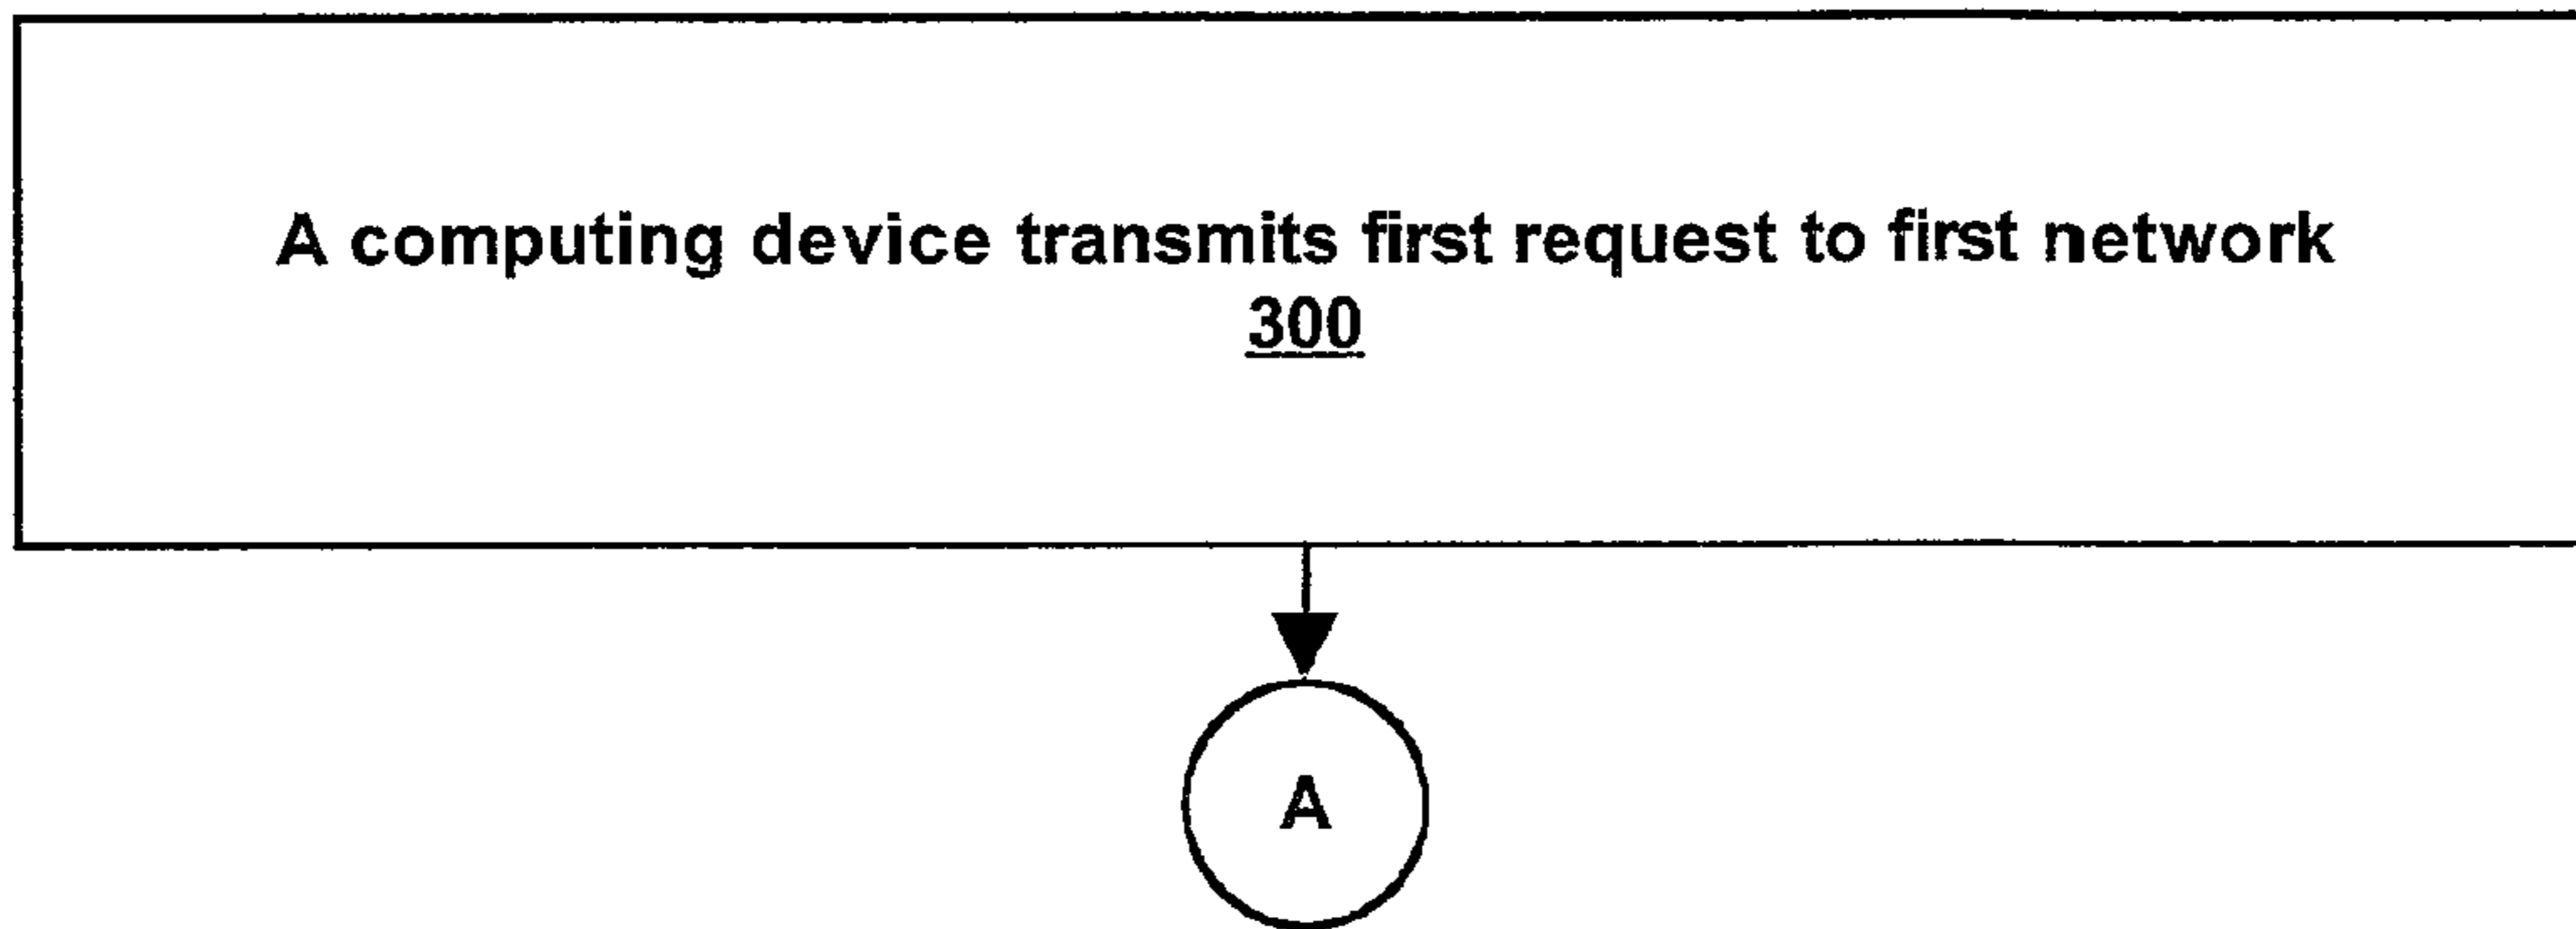 A computing device transmits first request to first network
300
A